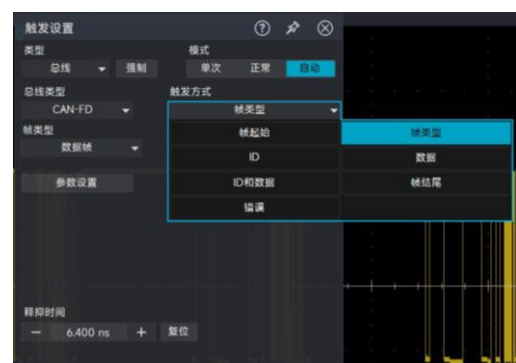 触发设置
类型 模式
总线 强制 单次 正常 自动
总线类型 触发方式
CAN-FD 帧类型
帧类型
数据帧
帧起始 帧类型
ID 数据
参数设置 ID和数据 帧结尾
错误
释抑时间
− 6.400 ns + 复位